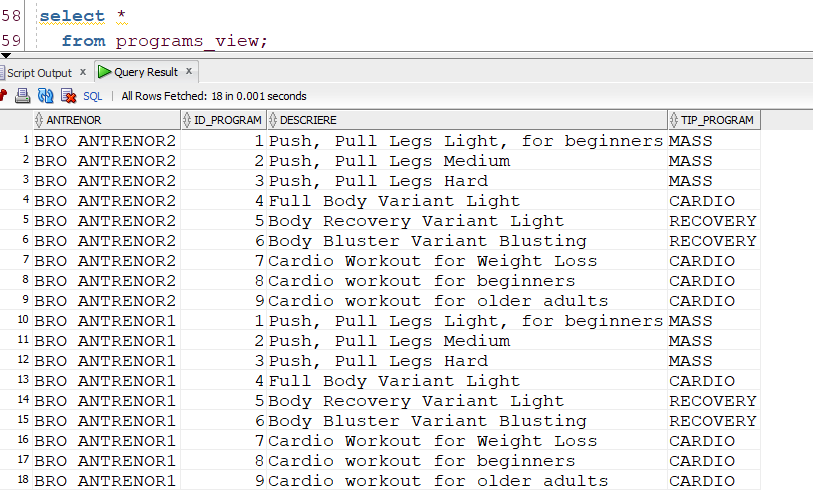 58 select *
59 from programs_view;
Script Output x Query Result x
SQL | All Rows Fetched: 18 in 0.001 seconds
ANTRENOR ID_PROGRAM DESCRIERE TIP_PROGRAM
1 BRO ANTRENOR2 1 Push, Pull Legs Light, for beginners MASS
2 BRO ANTRENOR2 2 Push, Pull Legs Medium MASS
3 BRO ANTRENOR2 3 Push, Pull Legs Hard MASS
4 BRO ANTRENOR2 4 Full Body Variant Light CARDIO
5 BRO ANTRENOR2 5 Body Recovery Variant Light RECOVERY
6 BRO ANTRENOR2 6 Body Bluster Variant Blusting RECOVERY
7 BRO ANTRENOR2 7 Cardio Workout for Weight Loss CARDIO
8 BRO ANTRENOR2 8 Cardio workout for beginners CARDIO
9 BRO ANTRENOR2 9 Cardio workout for older adults CARDIO
10 BRO ANTRENOR1 1 Push, Pull Legs Light, for beginners MASS
11 BRO ANTRENOR1 2 Push, Pull Legs Medium MASS
12 BRO ANTRENOR1 3 Push, Pull Legs Hard MASS
13 BRO ANTRENOR1 4 Full Body Variant Light CARDIO
14 BRO ANTRENOR1 5 Body Recovery Variant Light RECOVERY
15 BRO ANTRENOR1 6 Body Bluster Variant Blusting RECOVERY
16 BRO ANTRENOR1 7 Cardio Workout for Weight Loss CARDIO
17 BRO ANTRENOR1 8 Cardio workout for beginners CARDIO
18 BRO ANTRENOR1 9 Cardio workout for older adults CARDIO